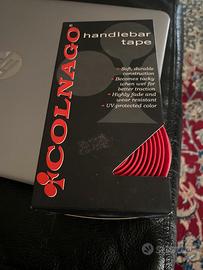 COLNAGO
handlebar
tape
Soft, durable
construction
Becomes tacky
when wet for
better traction
Highly fade and
wear resistant
UV protected color